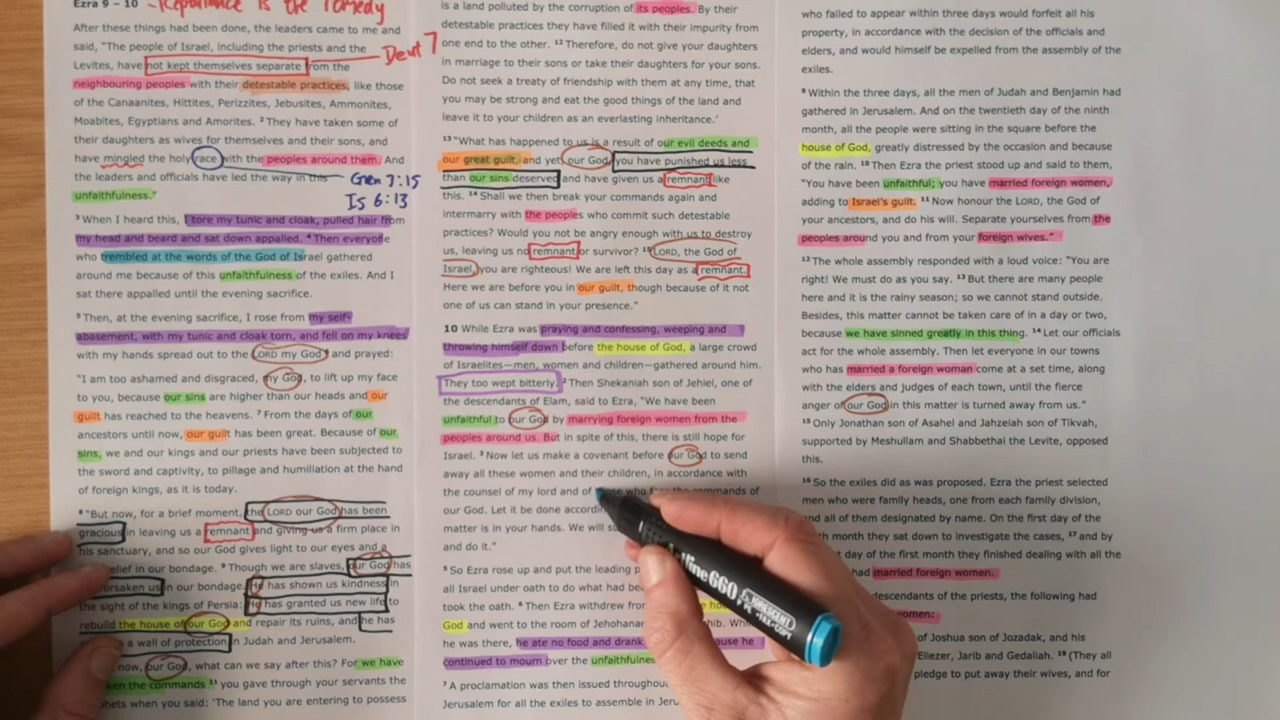 Ezra 9 – 10 - Repentance is the remedy
After these things had been done, the leaders came to me and
said, "The people of Israel, including the priests and the
Levites, have not kept themselves separate from the
Deut 7
neighbouring peoples with their detestable practices, like those
of the Canaanites, Hittites, Perizzites, Jebusites, Ammonites,
Moabites, Egyptians and Amorites. 2 They have taken some of
their daughters as wives for themselves and their sons, and
have mingled the holy race with the peoples around them. And
the leaders and officials have led the way in this
unfaithfulness."
Gen 7:15
Is 6:13
3 When I heard this, I tore my tunic and cloak, pulled hair from
my head and beard and sat down appalled. 4 Then everyone
who trembled at the words of the God of Israel gathered
around me because of this unfaithfulness of the exiles. And I
sat there appalled until the evening sacrifice.
5 Then, at the evening sacrifice, I rose from my self-
abasement, with my tunic and cloak torn, and fell on my knees
with my hands spread out to the LORD my God 6 and prayed:
"I am too ashamed and disgraced, my God, to lift up my face
to you, because our sins are higher than our heads and our
guilt has reached to the heavens. 7 From the days of our
ancestors until now, our guilt has been great. Because of our
sins, we and our kings and our priests have been subjected to
the sword and captivity, to pillage and humiliation at the hand
of foreign kings, as it is today.
8 "But now, for a brief moment, the LORD our God has been
gracious in leaving us a remnant and giving us a firm place in
his sanctuary, and so our God gives light to our eyes and a
relief in our bondage. 9 Though we are slaves, our God has
forsaken us in our bondage. He has shown us kindness in
the sight of the kings of Persia: He has granted us new life to
rebuild the house of our God and repair its ruins, and he has
us a wall of protection in Judah and Jerusalem.
now, our God, what can we say after this? For we have
ken the commands 11 you gave through your servants the
phets when you said: 'The land you are entering to possess
is a land polluted by the corruption of its peoples. By their
detestable practices they have filled it with their impurity from
one end to the other. 12 Therefore, do not give your daughters
in marriage to their sons or take their daughters for your sons.
Do not seek a treaty of friendship with them at any time, that
you may be strong and eat the good things of the land and
leave it to your children as an everlasting inheritance.'
13 "What has happened to us is a result of our evil deeds and
our great guilt, and yet, our God, you have punished us less
than our sins deserved and have given us a remnant like
this. 14 Shall we then break your commands again and
intermarry with the peoples who commit such detestable
practices? Would you not be angry enough with us to destroy
us, leaving us no remnant or survivor? 15 LORD, the God of
Israel, you are righteous! We are left this day as a remnant.
Here we are before you in our guilt, though because of it not
one of us can stand in your presence."
10 While Ezra was praying and confessing, weeping and
throwing himself down before the house of God, a large crowd
of Israelites—men, women and children—gathered around him.
They too wept bitterly. 2 Then Shekaniah son of Jehiel, one of
the descendants of Elam, said to Ezra, "We have been
unfaithful to our God by marrying foreign women from the
peoples around us. But in spite of this, there is still hope for
Israel. 3 Now let us make a covenant before our God to send
away all these women and their children, in accordance with
the counsel of my lord and of those who fear the commands of
our God. Let it be done accordin
matter is in your hands. We will su
and do it."
5 So Ezra rose up and put the leading p
all Israel under oath to do what had be
took the oath. 6 Then Ezra withdrew from
God and went to the room of Jehohanan
he was there, he ate no food and drank
continued to mourn over the unfaithfulness
7 A proclamation was then issued throughou
Jerusalem for all the exiles to assemble in Jeru
Artline 660
who failed to appear within three days would forfeit all his
property, in accordance with the decision of the officials and
elders, and would himself be expelled from the assembly of the
exiles.
9 Within the three days, all the men of Judah and Benjamin had
gathered in Jerusalem. And on the twentieth day of the ninth
month, all the people were sitting in the square before the
house of God, greatly distressed by the occasion and because
of the rain. 10 Then Ezra the priest stood up and said to them,
"You have been unfaithful; you have married foreign women,
adding to Israel's guilt. 11 Now honour the LORD, the God of
your ancestors, and do his will. Separate yourselves from the
peoples around you and from your foreign wives."
12 The whole assembly responded with a loud voice: "You are
right! We must do as you say. 13 But there are many people
here and it is the rainy season; so we cannot stand outside.
Besides, this matter cannot be taken care of in a day or two,
because we have sinned greatly in this thing. 14 Let our officials
act for the whole assembly. Then let everyone in our towns
who has married a foreign woman come at a set time, along
with the elders and judges of each town, until the fierce
anger of our God in this matter is turned away from us."
15 Only Jonathan son of Asahel and Jahzeiah son of Tikvah,
supported by Meshullam and Shabbethai the Levite, opposed
this.
16 So the exiles did as was proposed. Ezra the priest selected
men who were family heads, one from each family division,
and all of them designated by name. On the first day of the
month they sat down to investigate the cases, 17 and by
t day of the first month they finished dealing with all the
had married foreign women.
descendants of the priests, the following had
women:
of Joshua son of Jozadak, and his
Eliezer, Jarib and Gedaliah. 19 (They all
pledge to put away their wives, and for